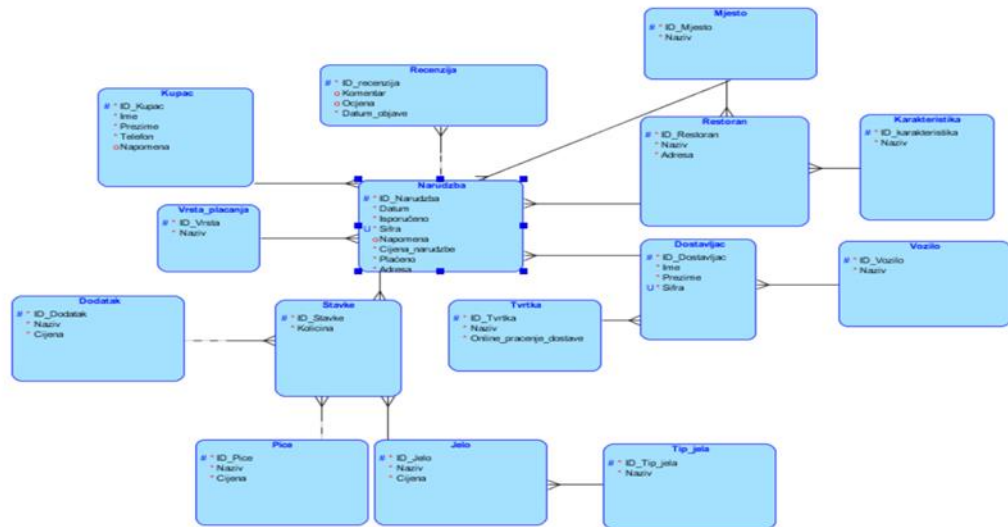 Mjesto
# * ID_Mjesto
* Naziv
Recenzija
# * ID_recenzija
o Komentar
o Ocjena
* Datum_objave
Kupac
# * ID_Kupac
* Ime
* Prezime
* Telefon
o Napomena
Restoran
# * ID_Restoran
* Naziv
* Adresa
Karakteristika
# * ID_karakteristika
* Naziv
Narudzba
# * ID_Narudzba
* Datum
* Isporučeno
U * Sifra
o Napomena
* Cijena_narudzbe
* Plaćeno
* Adresa
Vrsta_placanja
# * ID_Vrsta
* Naziv
Dostavljac
# * ID_Dostavljac
* Ime
* Prezime
U * Sifra
Vozilo
# * ID_Vozilo
* Naziv
Dodatak
# * ID_Dodatak
* Naziv
* Cijena
Stavke
# * ID_Stavke
* Kolicina
Tvrtka
# * ID_Tvrtka
* Naziv
* Online_pracenje_dostave
Pice
# * ID_Pice
* Naziv
* Cijena
Jelo
# * ID_Jelo
* Naziv
* Cijena
Tip_jela
# * ID_Tip_jela
* Naziv